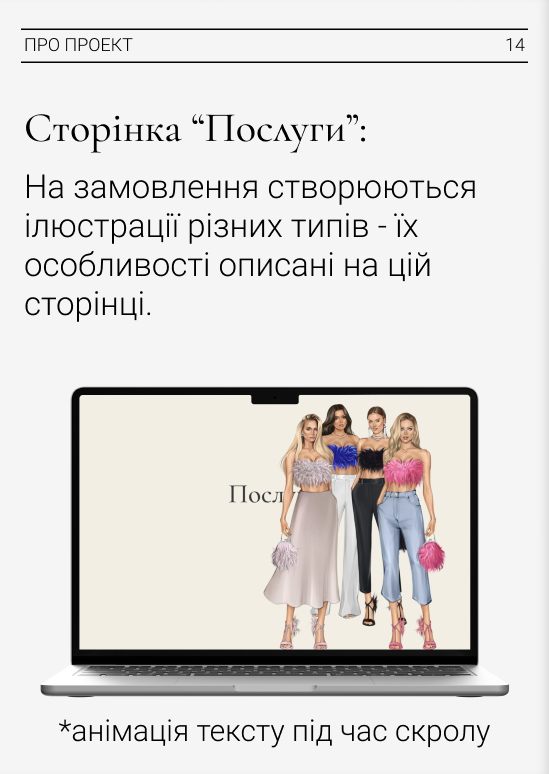 ПРО ПРОЕКТ 14
Сторінка “Послуги”:
На замовлення створюються
ілюстрації різних типів - їх
особливості описані на цій
сторінці.
Посл
*анімація тексту під час скролу